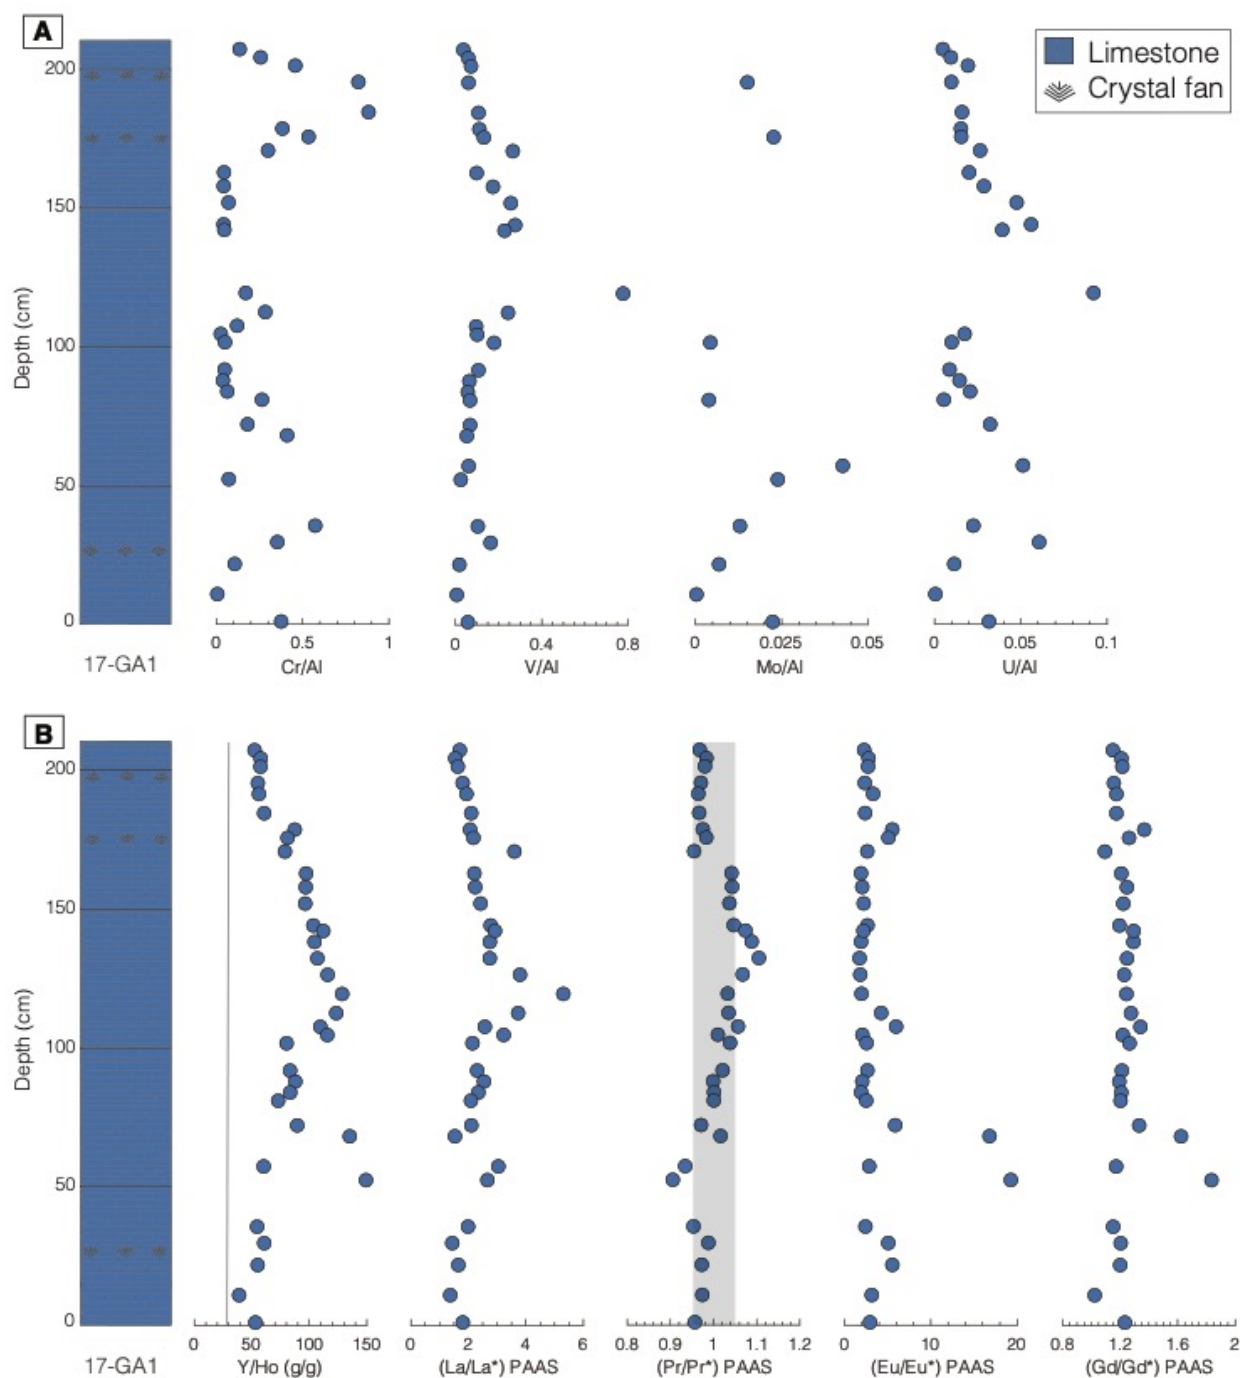 A
Limestone
Crystal fan
200
150
100
50
0
Depth (cm)
17-GA1
0 0.5 1
Cr/Al
0 0.4 0.8
V/Al
0 0.025 0.05
Mo/Al
0 0.05 0.1
U/Al
B
200
150
100
50
0
Depth (cm)
17-GA1
0 50 100 150
Y/Ho (g/g)
0 2 4 6
(La/La*) PAAS
0.8 0.9 1 1.1 1.2
(Pr/Pr*) PAAS
0 10 20
(Eu/Eu*) PAAS
0.8 1.2 1.6 2
(Gd/Gd*) PAAS